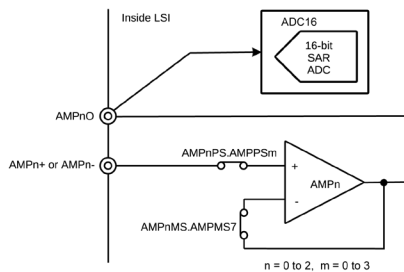 Inside LSI
ADC16
16-bit
SAR
ADC
AMPnO
AMPn+ or AMPn-
AMPnPS.AMPPSm
+
AMPn
-
AMPnMS.AMPMS7
n = 0 to 2, m = 0 to 3